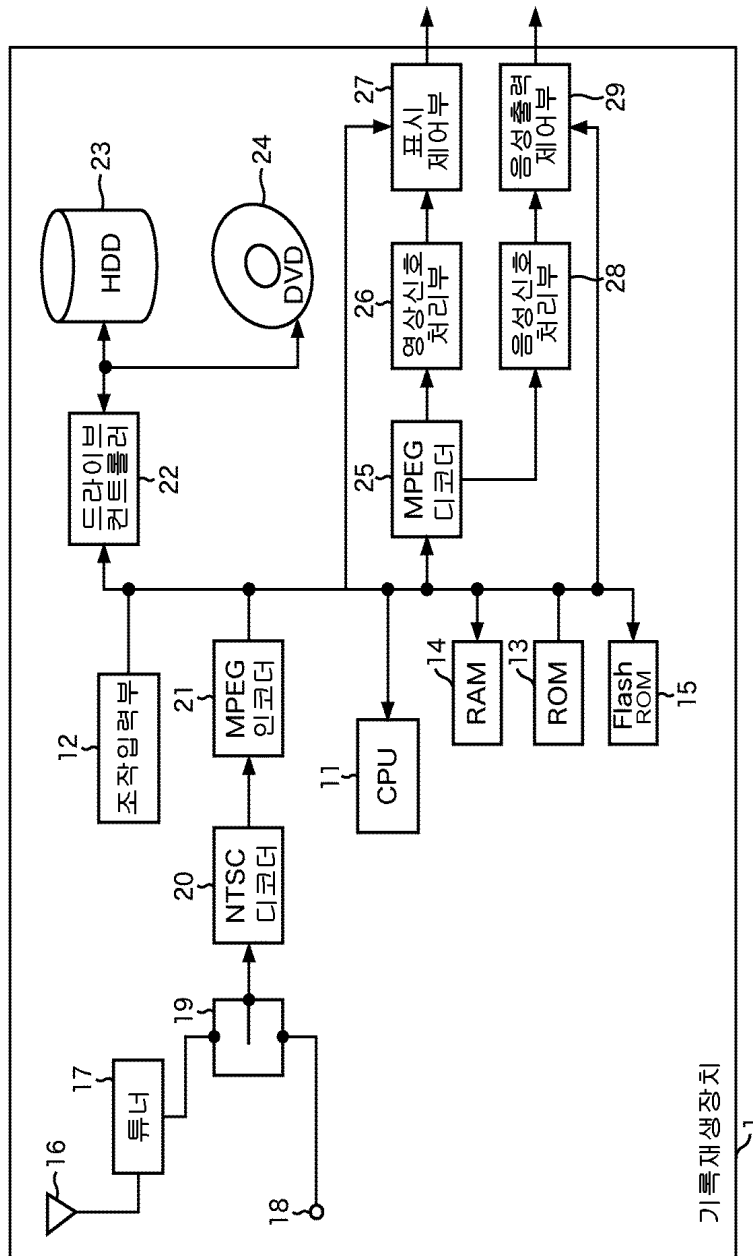 16
17
튜너
18
19
20
NTSC
디코더
21
MPEG
인코더
12
조작입력부
22
드라이브
컨트롤러
23
HDD
24
DVD
11
CPU
14
RAM
13
ROM
15
Flash
ROM
25
MPEG
디코더
26
영상신호
처리부
27
표시
제어부
28
음성신호
처리부
29
음성출력
제어부
기록재생장치
1